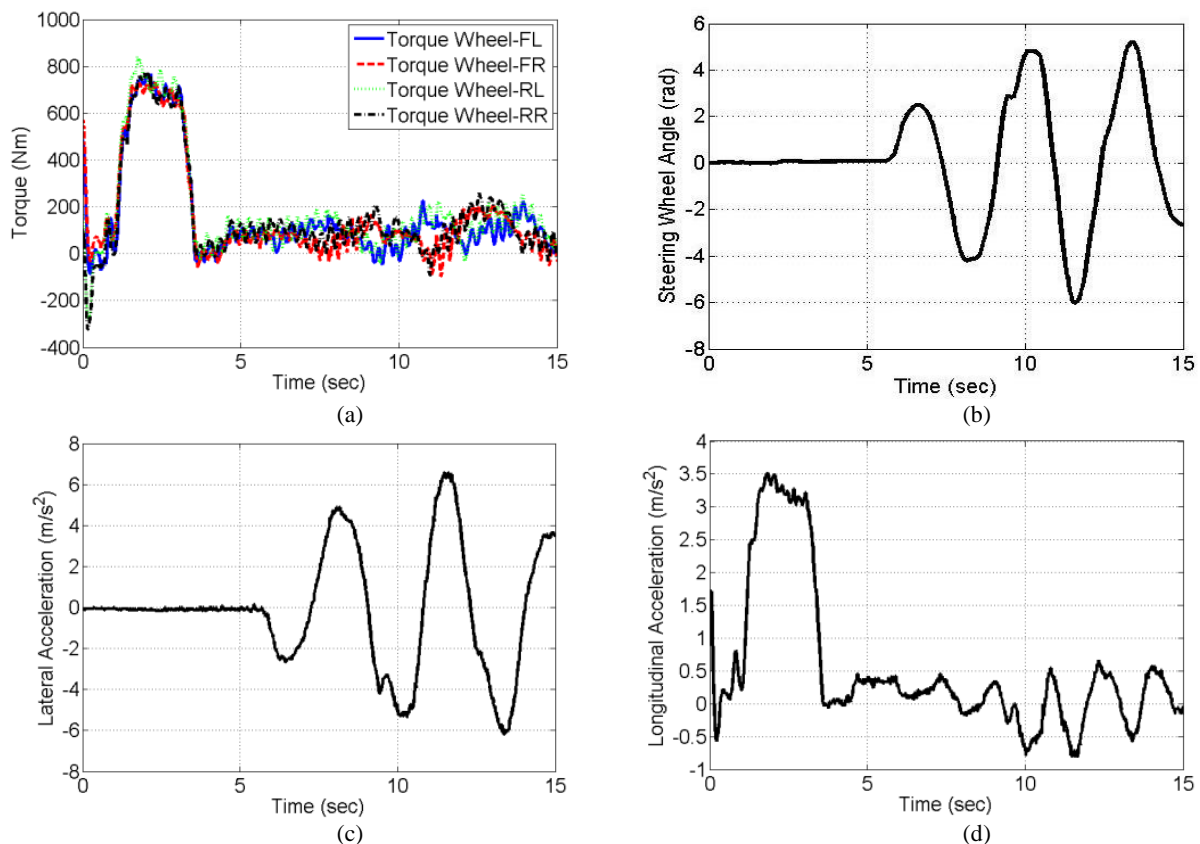 1000
800
600
400
200
0
-200
-400
Torque (Nm)
Torque Wheel-FL
Torque Wheel-FR
Torque Wheel-RL
Torque Wheel-RR
0 5 10 15
Time (sec)
(a)
6
4
2
0
-2
-4
-6
-8
Steering Wheel Angle (rad)
0 5 10 15
Time (sec)
(b)
8
6
4
2
0
-2
-4
-6
-8
Lateral Acceleration (m/s²)
0 5 10 15
Time (sec)
(c)
4
3.5
3
2.5
2
1.5
1
0.5
0
-0.5
-1
Longitudinal Acceleration (m/s²)
0 5 10 15
Time (sec)
(d)